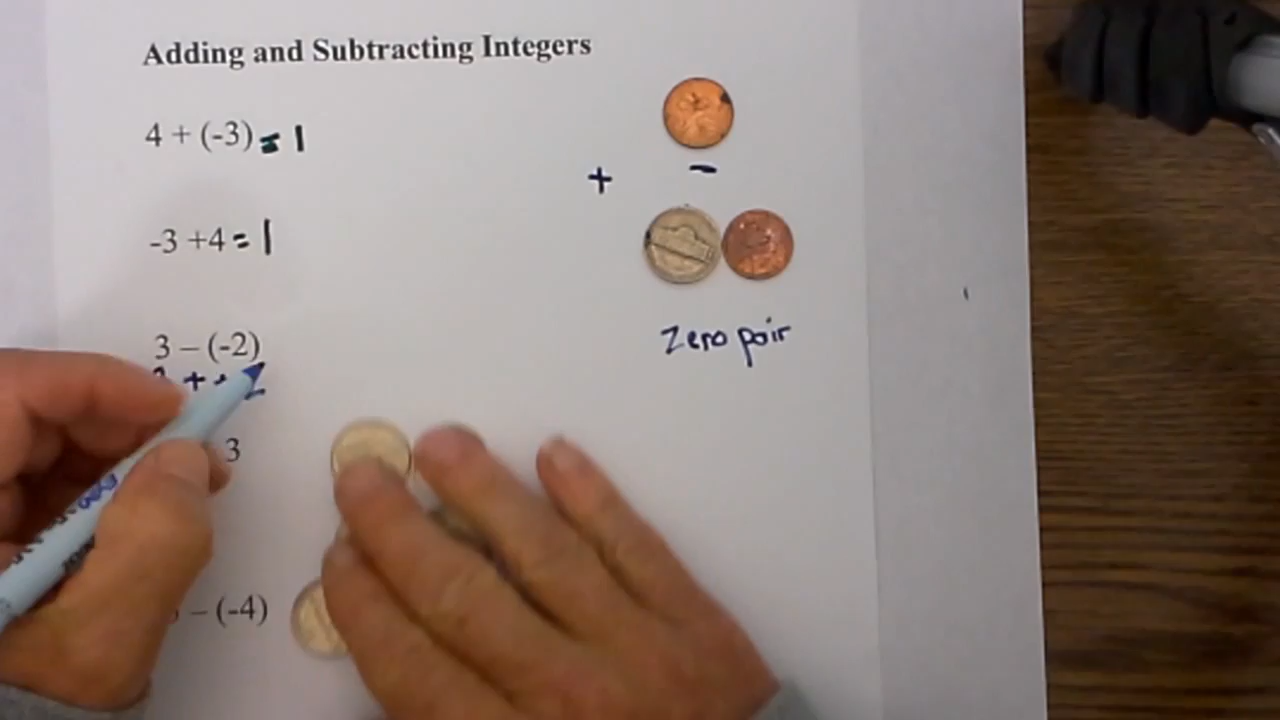 Adding and Subtracting Integers
4 + (-3) = 1
+ -
-3 +4 = 1
3 – (-2)
Zero pair
+ +
3
– (-4)